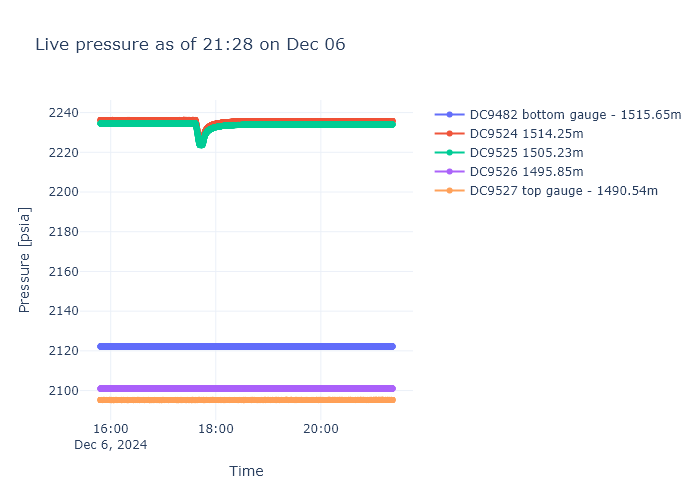 Live pressure as of 21:28 on Dec 06
2240
2220
2200
2180
2160
2140
2120
2100
Pressure [psia]
16:00
Dec 6, 2024
18:00
20:00
Time
DC9482 bottom gauge - 1515.65m
DC9524 1514.25m
DC9525 1505.23m
DC9526 1495.85m
DC9527 top gauge - 1490.54m